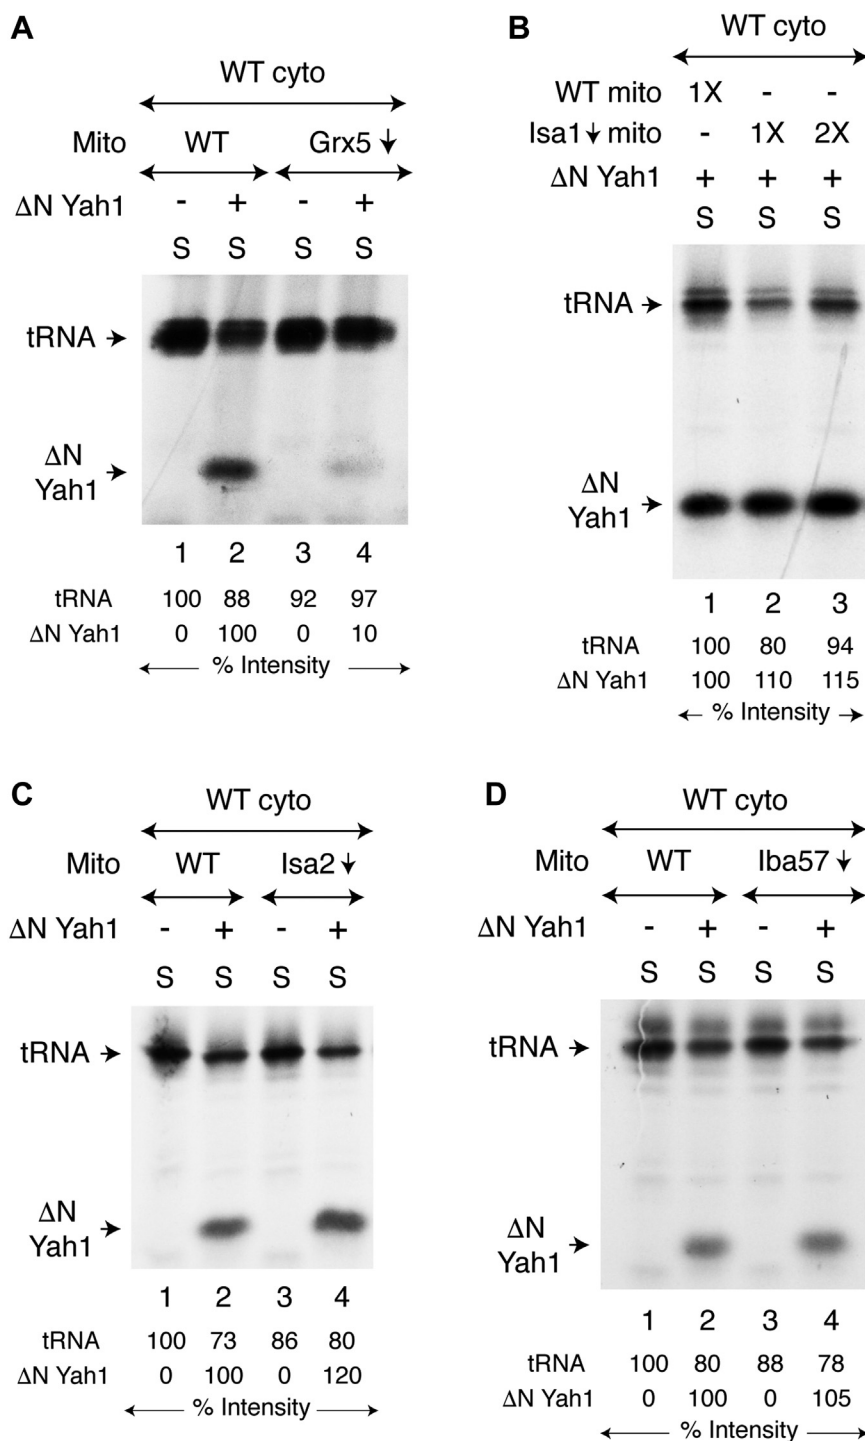 A
WT cyto
Mito WT Grx5 ↓
ΔN Yah1 - + - +
S S S S
tRNA
ΔN
Yah1
1 2 3 4
tRNA 100 88 92 97
ΔN Yah1 0 100 0 10
% Intensity
B
WT cyto
WT mito 1X - -
Isa1 ↓ mito - 1X 2X
ΔN Yah1 + + +
S S S
tRNA
ΔN
Yah1
1 2 3
tRNA 100 80 94
ΔN Yah1 100 110 115
% Intensity
C
WT cyto
Mito WT Isa2 ↓
ΔN Yah1 - + - +
S S S S
tRNA
ΔN
Yah1
1 2 3 4
tRNA 100 73 86 80
ΔN Yah1 0 100 0 120
% Intensity
D
WT cyto
Mito WT Iba57 ↓
ΔN Yah1 - + - +
S S S S
tRNA
ΔN
Yah1
1 2 3 4
tRNA 100 80 88 78
ΔN Yah1 0 100 0 105
% Intensity